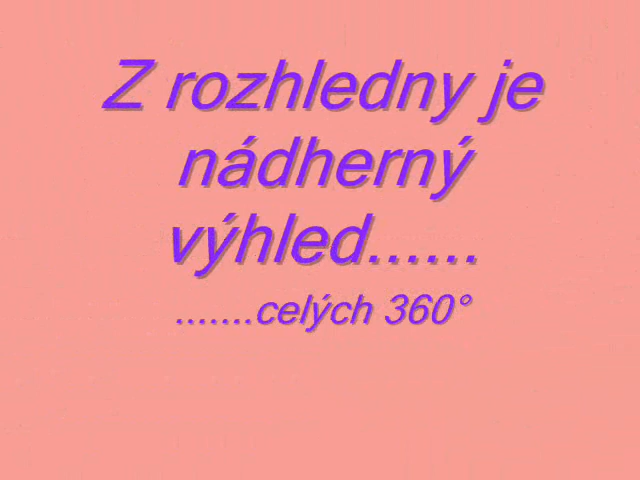 Z rozhledny je
nádherný
výhled......
.......celých 360°